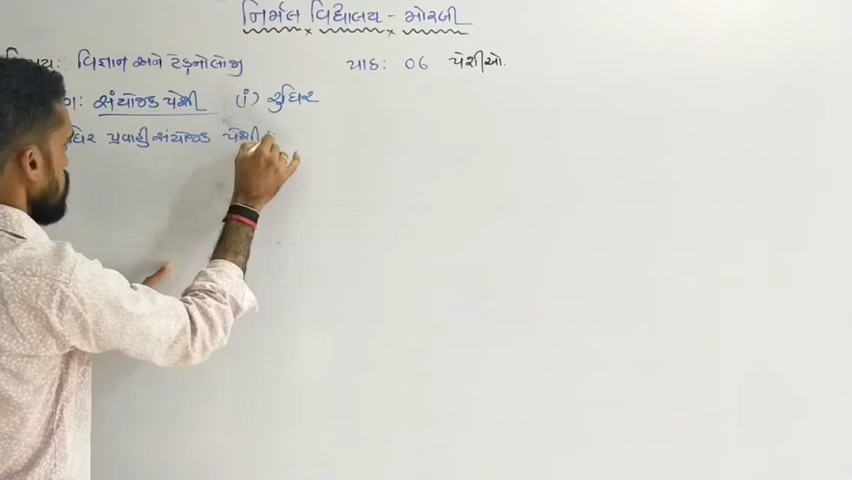 નિર્મલ વિદ્યાલય - મોરબી
વિજ્ઞાન અને ટેક્નોલોજી પાઠ: 06 પેશીઓ.
સંયોજક પેશી (i) રુધિર
પ્રવાહી સંયોજક પેશી